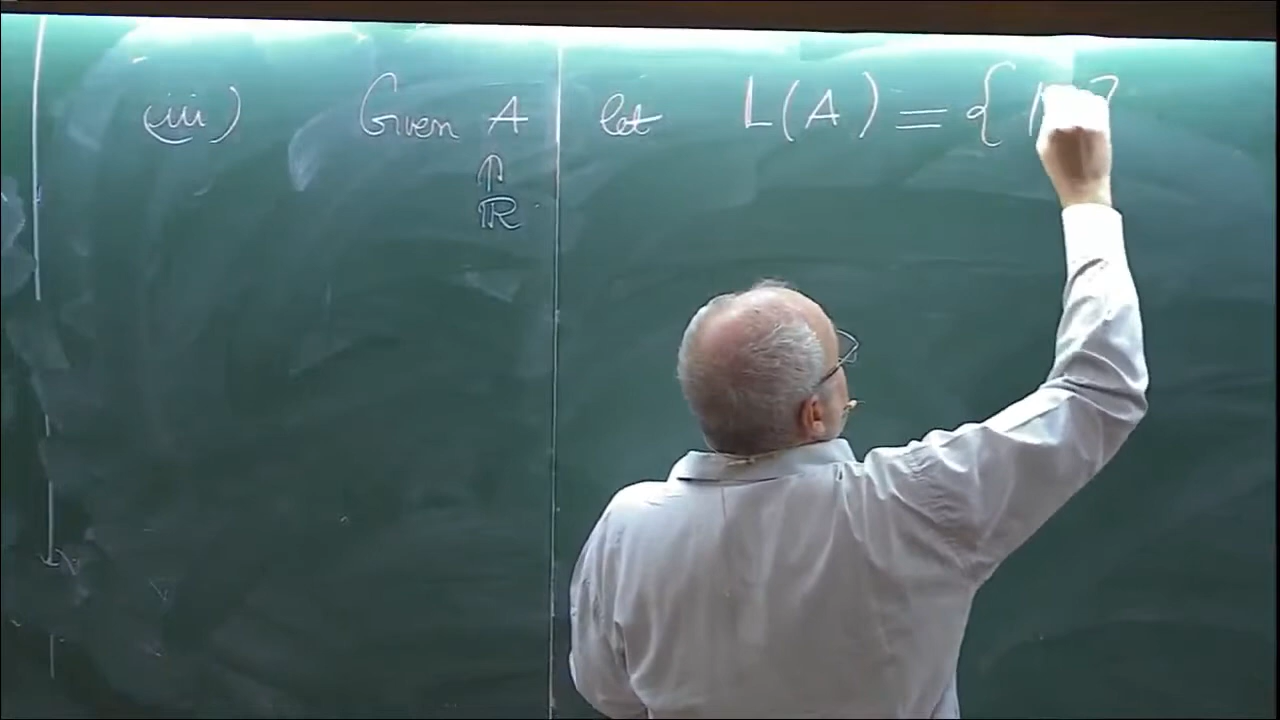 (iii) Given A let L(A) = {
⇑
ℝ